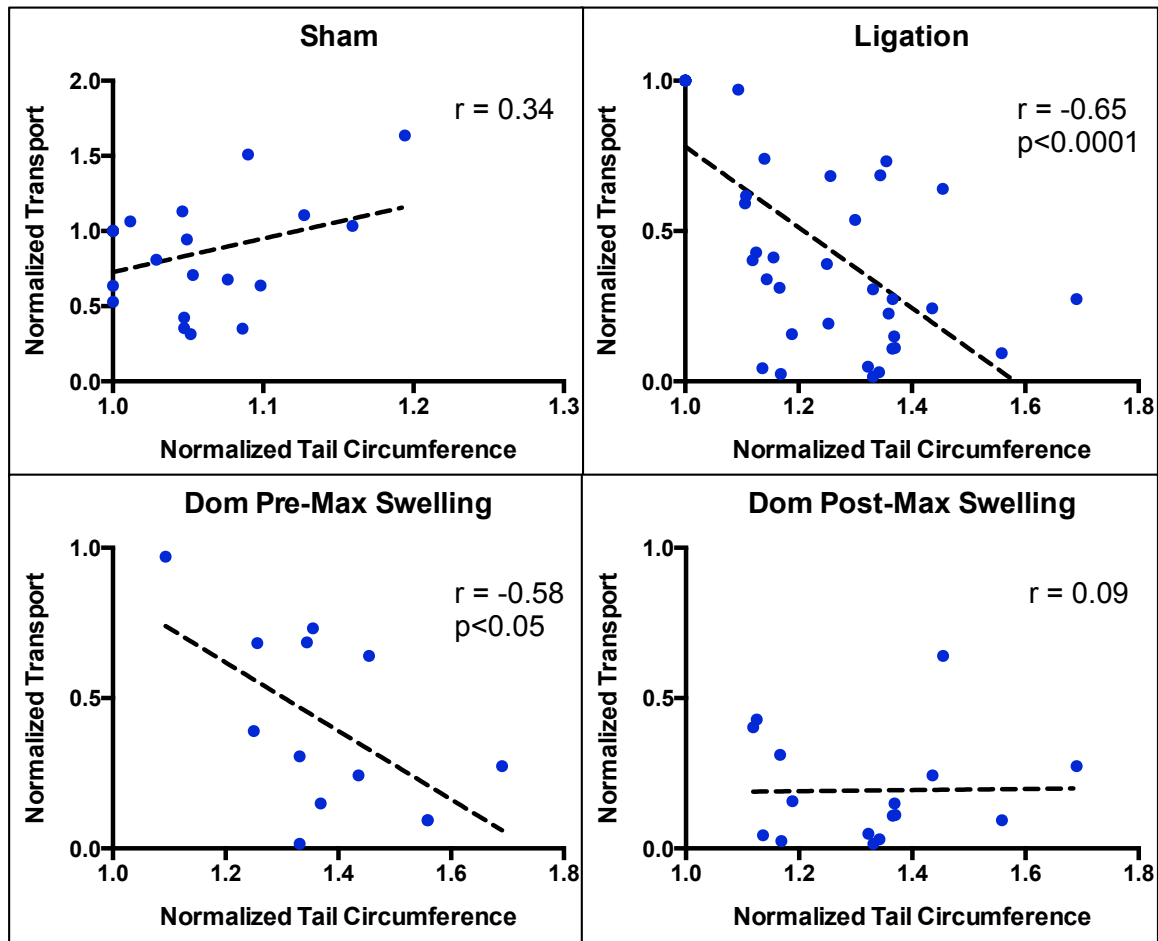 Sham
r = 0.34
Normalized Transport
2.0
1.5
1.0
0.5
0.0
1.0 1.1 1.2 1.3
Normalized Tail Circumference
Ligation
r = -0.65
p<0.0001
Normalized Transport
1.0
0.5
0.0
1.0 1.2 1.4 1.6 1.8
Normalized Tail Circumference
Dom Pre-Max Swelling
r = -0.58
p<0.05
Normalized Transport
1.0
0.5
0.0
1.0 1.2 1.4 1.6 1.8
Normalized Tail Circumference
Dom Post-Max Swelling
r = 0.09
Normalized Transport
1.0
0.5
0.0
1.0 1.2 1.4 1.6 1.8
Normalized Tail Circumference